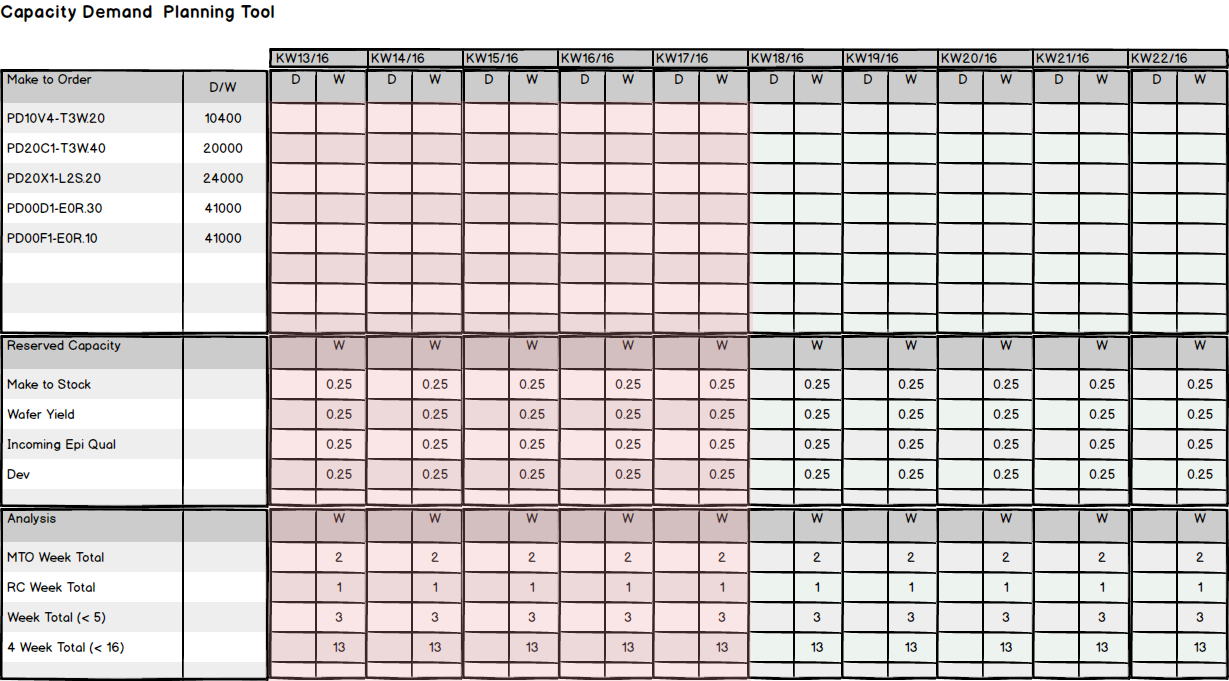 Capacity Demand  Planning Tool
KW13/16 KW14/16 KW15/16 KW16/16 KW17/16 KW18/16 KW19/16 KW20/16 KW21/16 KW22/16
Make to Order D/W D W D W D W D W D W D W D W D W D W D W
PD10V4-T3W.20 10400
PD20C1-T3W.40 20000
PD20X1-L2S.20 24000
PD00D1-E0R.30 41000
PD00F1-E0R.10 41000
Reserved Capacity W W W W W W W W W W
Make to Stock 0.25 0.25 0.25 0.25 0.25 0.25 0.25 0.25 0.25 0.25
Wafer Yield 0.25 0.25 0.25 0.25 0.25 0.25 0.25 0.25 0.25 0.25
Incoming Epi Qual 0.25 0.25 0.25 0.25 0.25 0.25 0.25 0.25 0.25 0.25
Dev 0.25 0.25 0.25 0.25 0.25 0.25 0.25 0.25 0.25 0.25
Analysis W W W W W W W W W W
MTO Week Total 2 2 2 2 2 2 2 2 2 2
RC Week Total 1 1 1 1 1 1 1 1 1 1
Week Total (< 5) 3 3 3 3 3 3 3 3 3 3
4 Week Total (< 16) 13 13 13 13 13 13 13 13 13 13